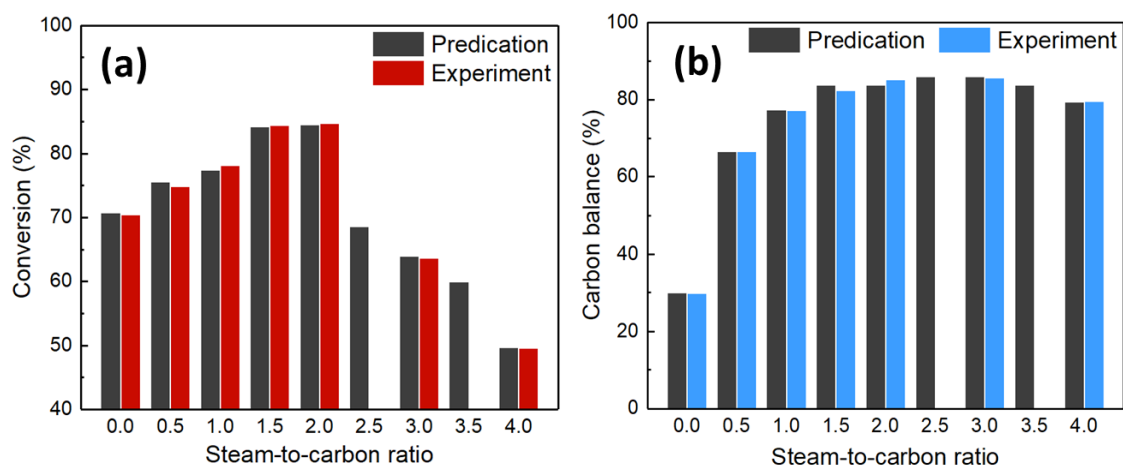 (a)
Predication
Experiment
Conversion (%)
100
90
80
70
60
50
40
0.0 0.5 1.0 1.5 2.0 2.5 3.0 3.5 4.0
Steam-to-carbon ratio
(b)
Predication Experiment
Carbon balance (%)
100
80
60
40
20
0
0.0 0.5 1.0 1.5 2.0 2.5 3.0 3.5 4.0
Steam-to-carbon ratio